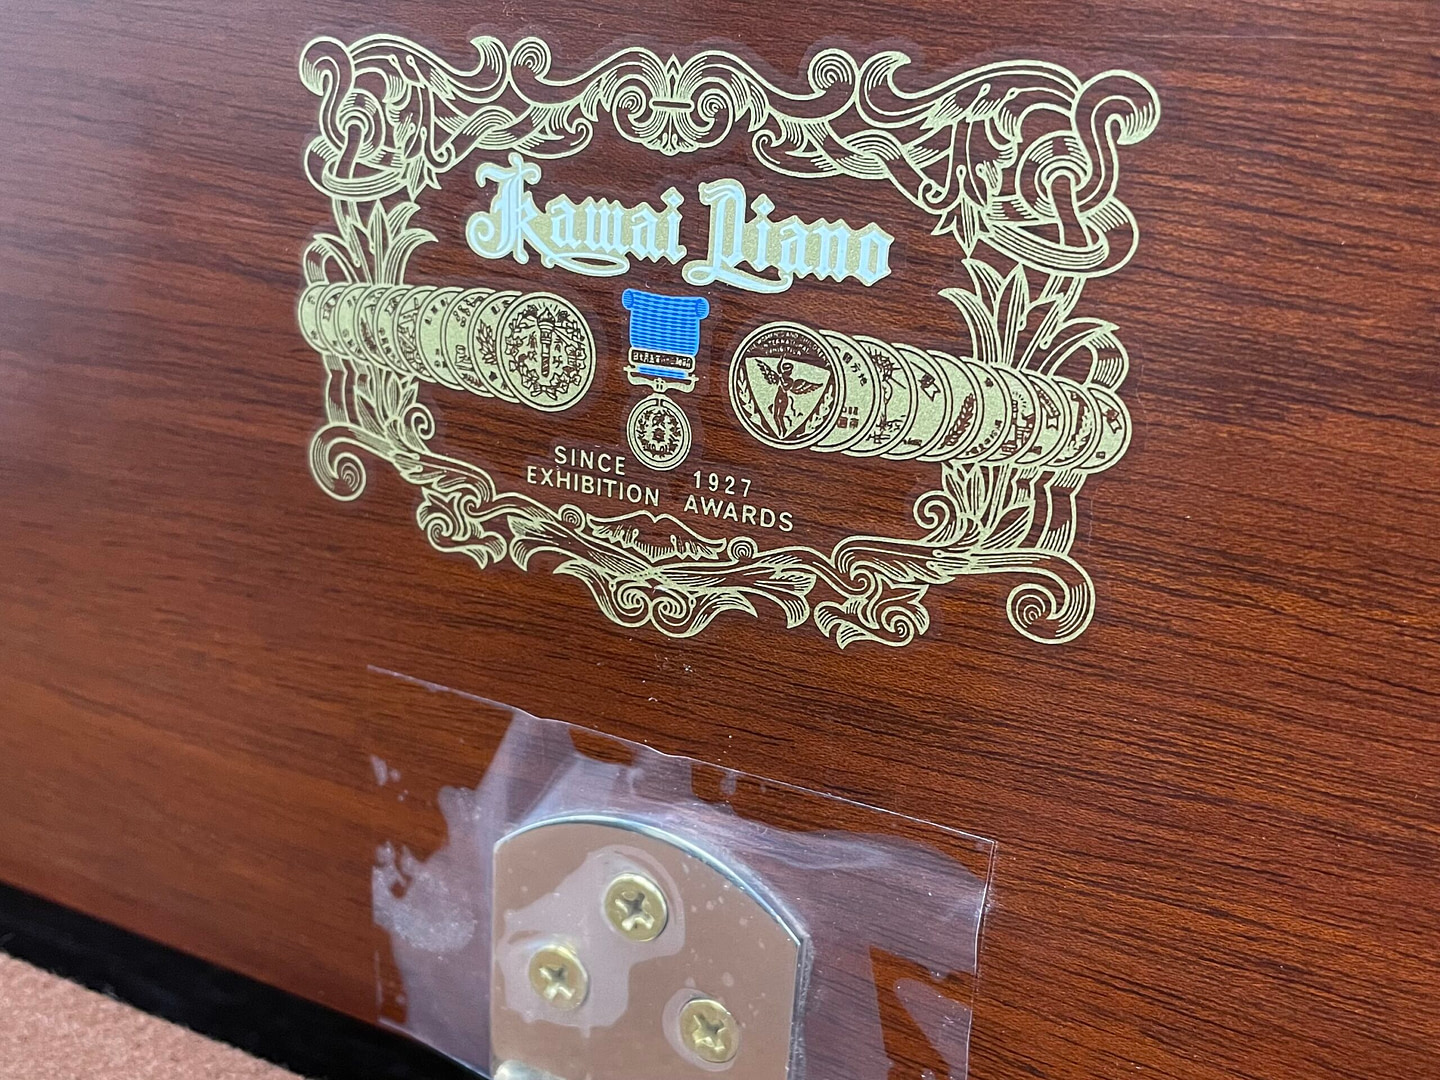 Kawai Piano
SINCE 1927
EXHIBITION AWARDS